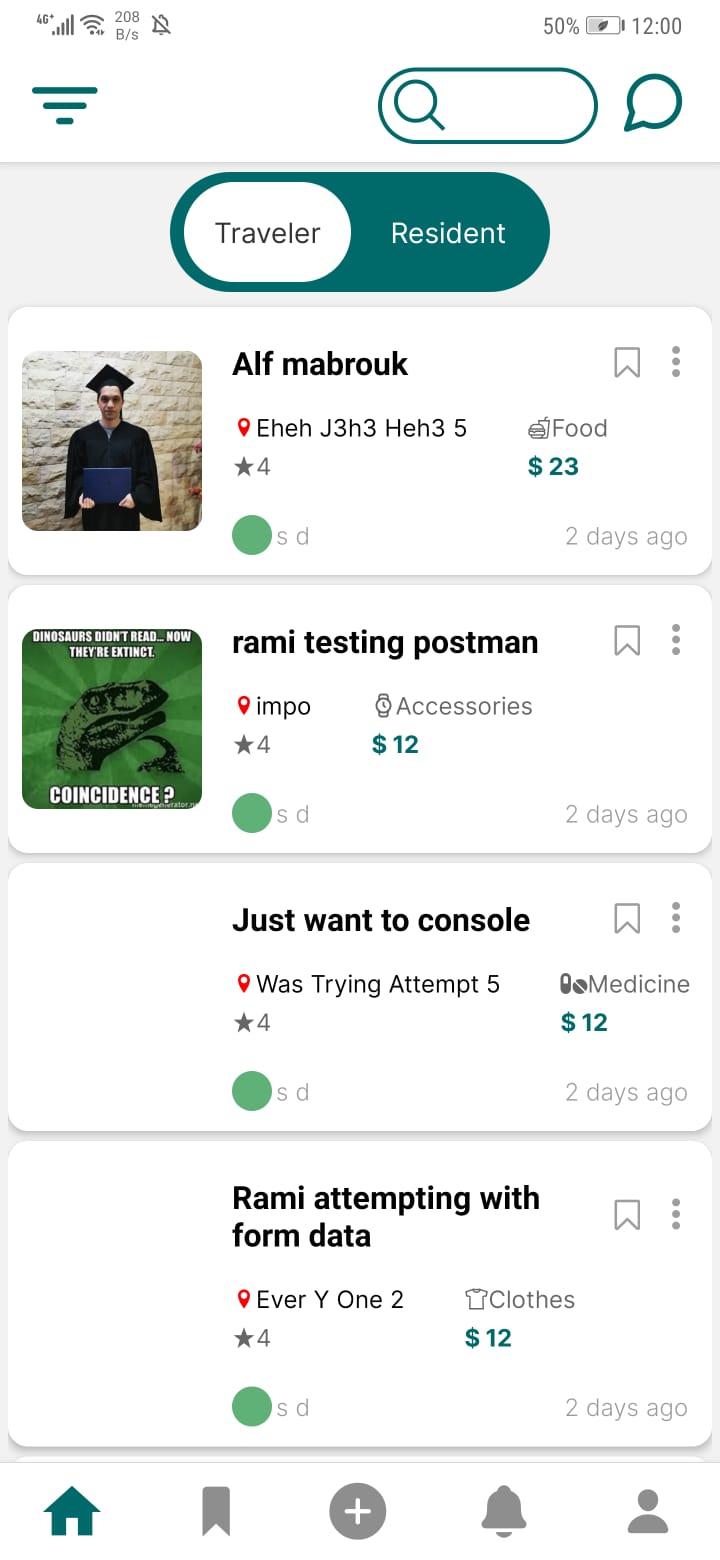 4G+ 208 B/s 50% 12:00
Traveler Resident
Alf mabrouk
Eheh J3h3 Heh3 5 Food
★4 $ 23
s d 2 days ago
DINOSAURS DIDN'T READ... NOW
THEY'RE EXTINCT.
COINCIDENCE ?
rami testing postman
impo Accessories
★4 $ 12
s d 2 days ago
Just want to console
Was Trying Attempt 5 Medicine
★4 $ 12
s d 2 days ago
Rami attempting with
form data
Ever Y One 2 Clothes
★4 $ 12
s d 2 days ago